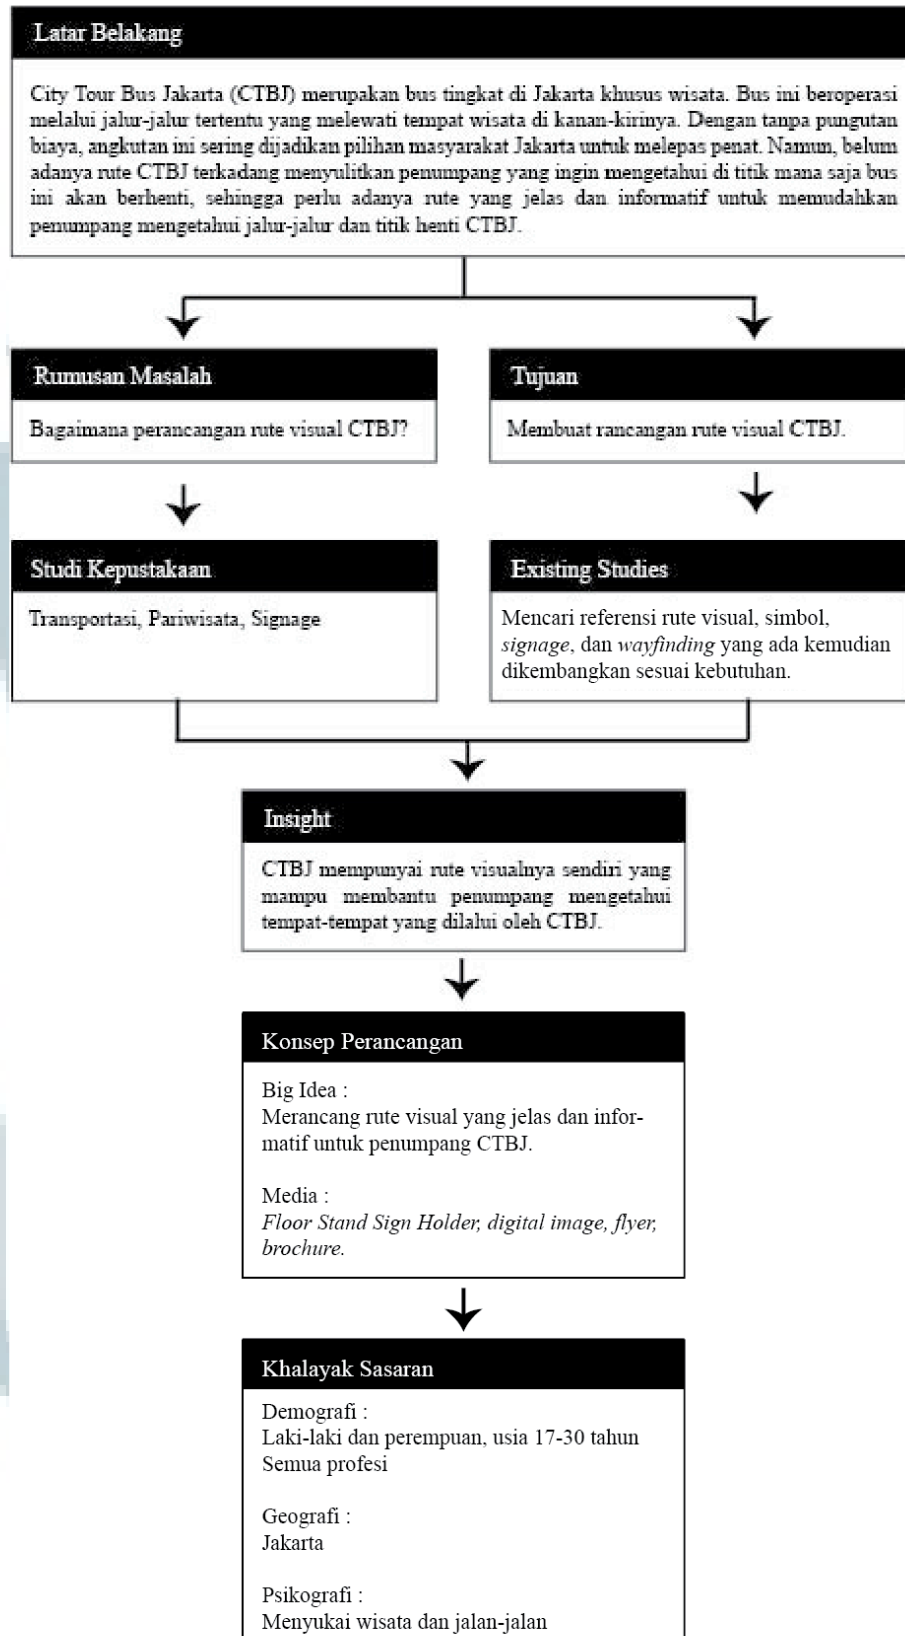 Latar Belakang
City Tour Bus Jakarta (CTBJ) merupakan bus tingkat di Jakarta khusus wisata. Bus ini beroperasi
melalui jalur-jalur tertentu yang melewati tempat wisata di kanan-kirinya. Dengan tanpa pungutan
biaya, angkutan ini sering dijadikan pilihan masyarakat Jakarta untuk melepas penat. Namun, belum
adanya rute CTBJ terkadang menyulitkan penumpang yang ingin mengetahui di titik mana saja bus
ini akan berhenti, sehingga perlu adanya rute yang jelas dan informatif untuk memudahkan
penumpang mengetahui jalur-jalur dan titik henti CTBJ.
Rumusan Masalah
Bagaimana perancangan rute visual CTBJ?
Tujuan
Membuat rancangan rute visual CTBJ.
Studi Kepustakaan
Transportasi, Pariwisata, Signage
Existing Studies
Mencari referensi rute visual, simbol,
signage, dan wayfinding yang ada kemudian
dikembangkan sesuai kebutuhan.
Insight
CTBJ mempunyai rute visualnya sendiri yang
mampu membantu penumpang mengetahui
tempat-tempat yang dilalui oleh CTBJ.
Konsep Perancangan
Big Idea :
Merancang rute visual yang jelas dan infor-
matif untuk penumpang CTBJ.
Media :
Floor Stand Sign Holder, digital image, flyer,
brochure.
Khalayak Sasaran
Demografi :
Laki-laki dan perempuan, usia 17-30 tahun
Semua profesi
Geografi :
Jakarta
Psikografi :
Menyukai wisata dan jalan-jalan